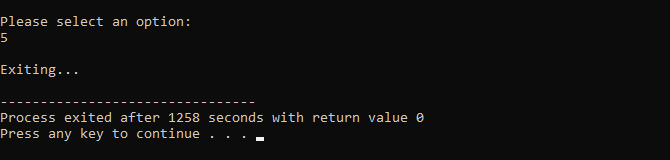 Please select an option:
5
Exiting...
--------------------------------
Process exited after 1258 seconds with return value 0
Press any key to continue . . .